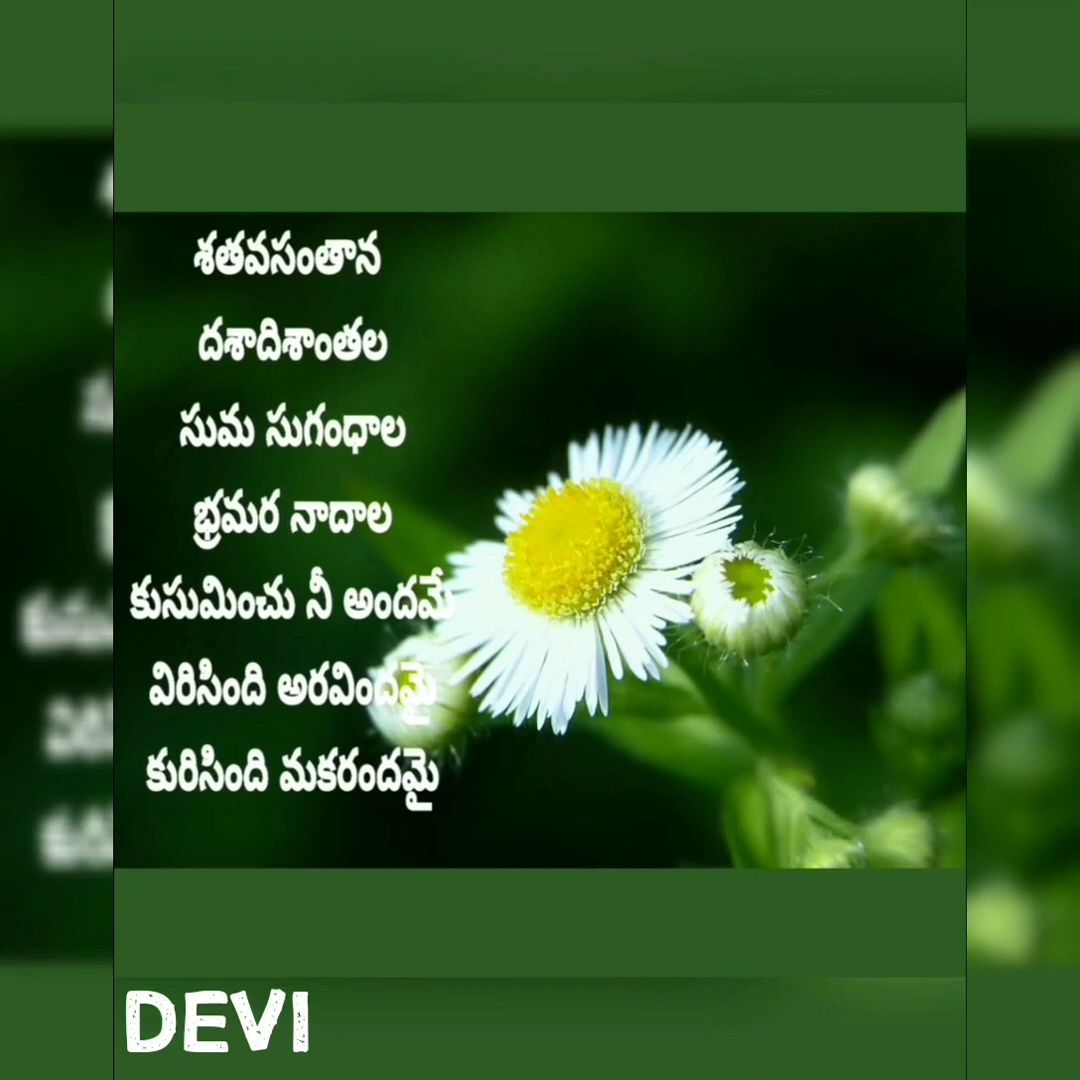 శతవసంతాన
దశాదిశాంతల
సుమ సుగంధాల
భ్రమర నాదాల
కుసుమించు నీ అందమే
విరిసింది అరవిందమై
కురిసింది మకరందమై
DEVI